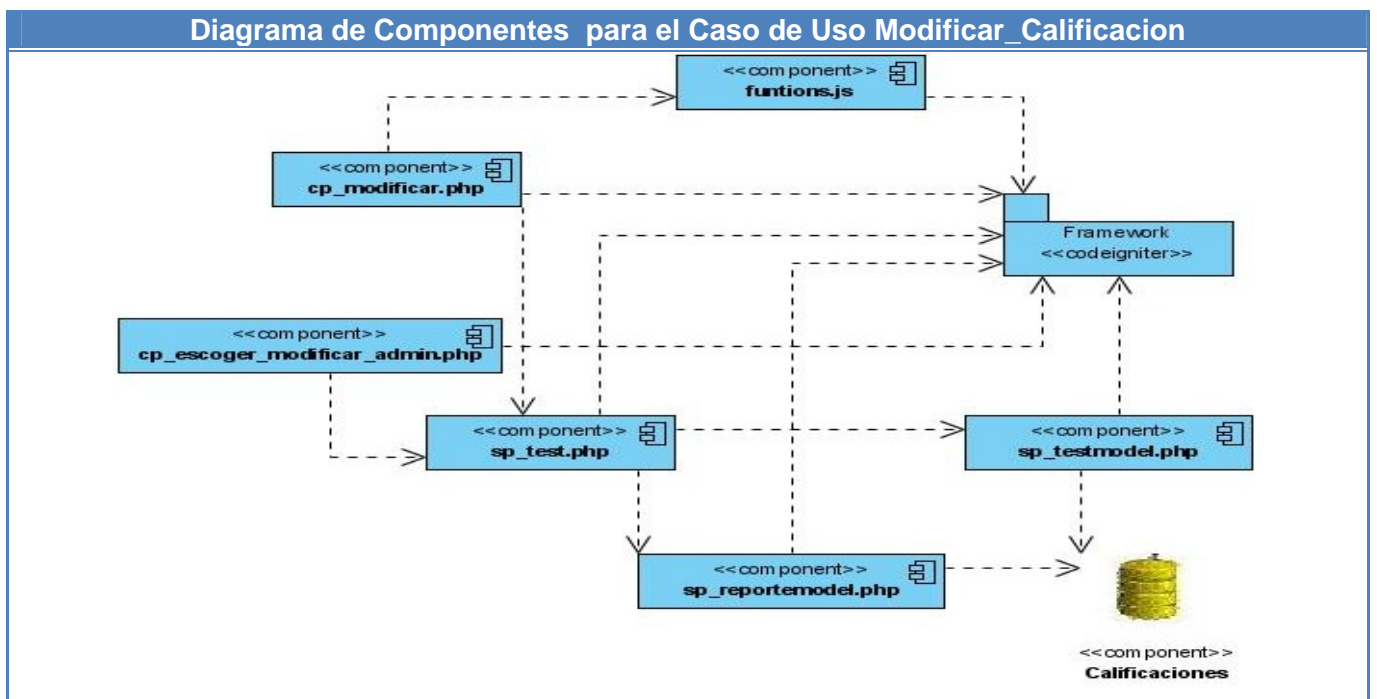 Diagrama de Componentes para el Caso de Uso Modificar_Calificacion
<<component>>
funtions.js
<<component>>
cp_modificar.php
Framework
<<codeigniter>>
<<component>>
cp_escoger_modificar_admin.php
<<component>>
sp_test.php
<<component>>
sp_testmodel.php
<<component>>
sp_reportemodel.php
<<component>>
Calificaciones